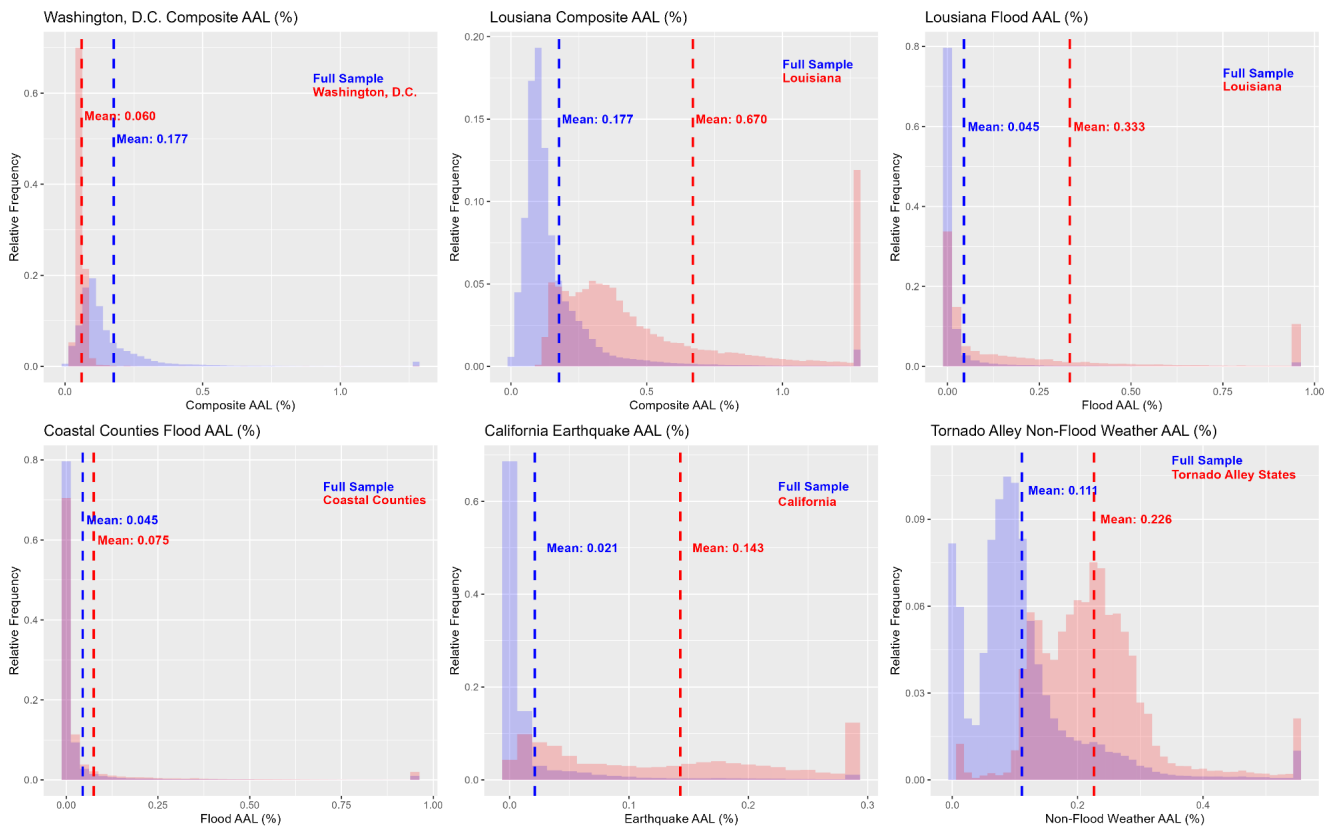 Washington, D.C. Composite AAL (%)
Full Sample
Washington, D.C.
Mean: 0.060
Mean: 0.177
0.6
0.4
0.2
0.0
Relative Frequency
0.0 0.5 1.0
Composite AAL (%)
Lousiana Composite AAL (%)
Full Sample
Louisiana
Mean: 0.177 Mean: 0.670
0.20
0.15
0.10
0.05
0.00
Relative Frequency
0.0 0.5 1.0
Composite AAL (%)
Lousiana Flood AAL (%)
Full Sample
Louisiana
Mean: 0.045 Mean: 0.333
0.8
0.6
0.4
0.2
0.0
Relative Frequency
0.00 0.25 0.50 0.75 1.00
Flood AAL (%)
Coastal Counties Flood AAL (%)
Full Sample
Coastal Counties
Mean: 0.045
Mean: 0.075
0.8
0.6
0.4
0.2
0.0
Relative Frequency
0.00 0.25 0.50 0.75 1.00
Flood AAL (%)
California Earthquake AAL (%)
Full Sample
California
Mean: 0.021 Mean: 0.143
0.6
0.4
0.2
0.0
Relative Frequency
0.0 0.1 0.2 0.3
Earthquake AAL (%)
Tornado Alley Non-Flood Weather AAL (%)
Full Sample
Tornado Alley States
Mean: 0.111
Mean: 0.226
0.09
0.06
0.03
0.00
Relative Frequency
0.0 0.2 0.4
Non-Flood Weather AAL (%)